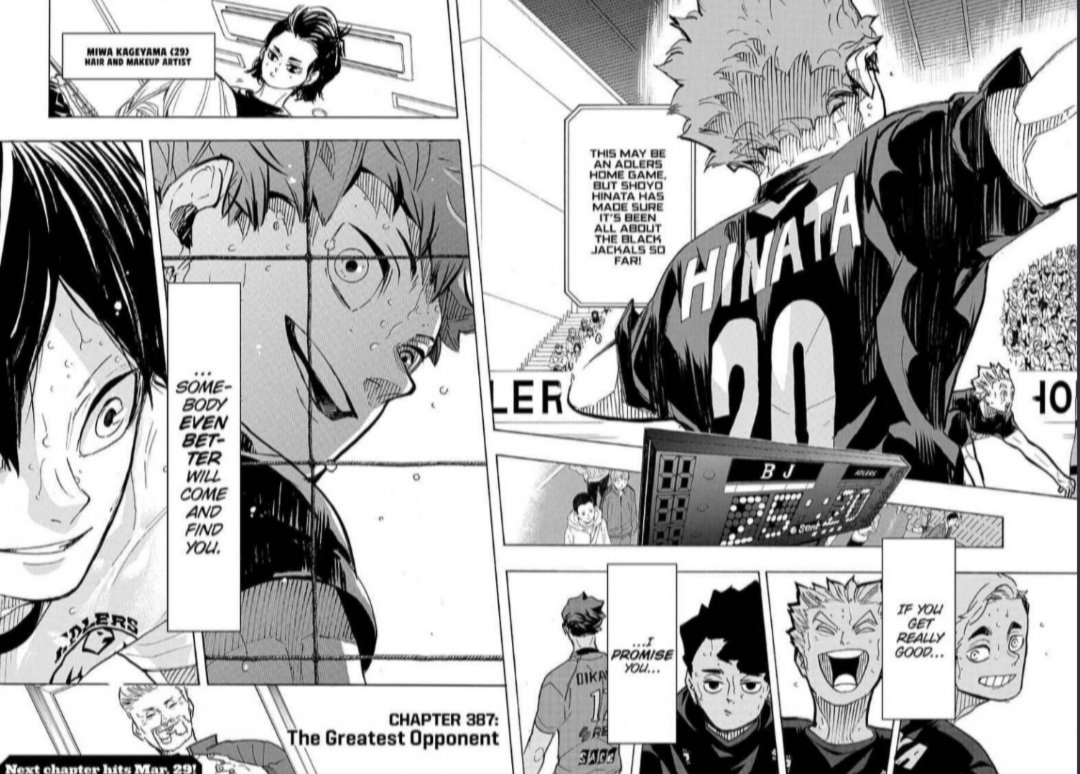 THIS MAY BE
AN ADLERS
HOME GAME,
BUT SHOYO
HINATA HAS
MADE SURE
IT'S BEEN
ALL ABOUT
THE BLACK
JACKALS SO
FAR!
HINATA
20
LER
HO
BJ
ADLERS
IF YOU
GET
REALLY
GOOD...
...I
PROMISE
YOU...
OIKA
SAGE
MIWA KAGEYAMA (29)
HAIR AND MAKEUP ARTIST
...
SOME-
BODY
EVEN
BET-
TER
WILL
COME
AND
FIND
YOU.
ADLERS
CHAPTER 387:
The Greatest Opponent
Next chapter hits Mar. 29!